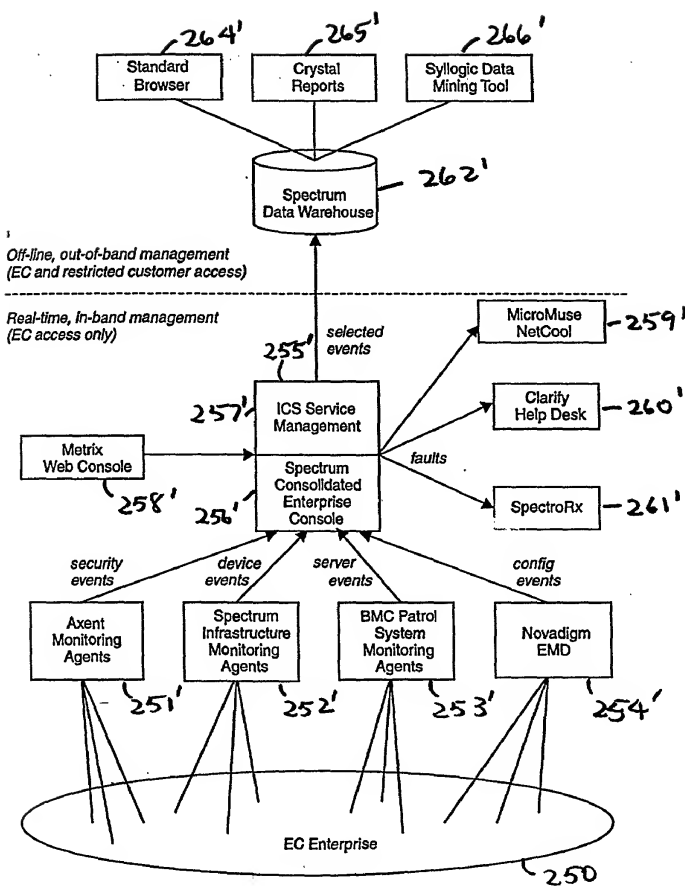 264'
265'
266'
Standard
Browser
Crystal
Reports
Syllogic Data
Mining Tool
Spectrum
Data Warehouse
262'
Off-line, out-of-band management
(EC and restricted customer access)
Real-time, in-band management
(EC access only)
selected
events
255'
MicroMuse
NetCool
259'
257'
ICS Service
Management
Clarify
Help Desk
260'
faults
Metrix
Web Console
258'
256'
Spectrum
Consolidated
Enterprise
Console
SpectroRx
261'
security
events
device
events
server
events
config
events
Axent
Monitoring
Agents
251'
Spectrum
Infrastructure
Monitoring
Agents
252'
BMC Patrol
System
Monitoring
Agents
253'
Novadigm
EMD
254'
EC Enterprise
250